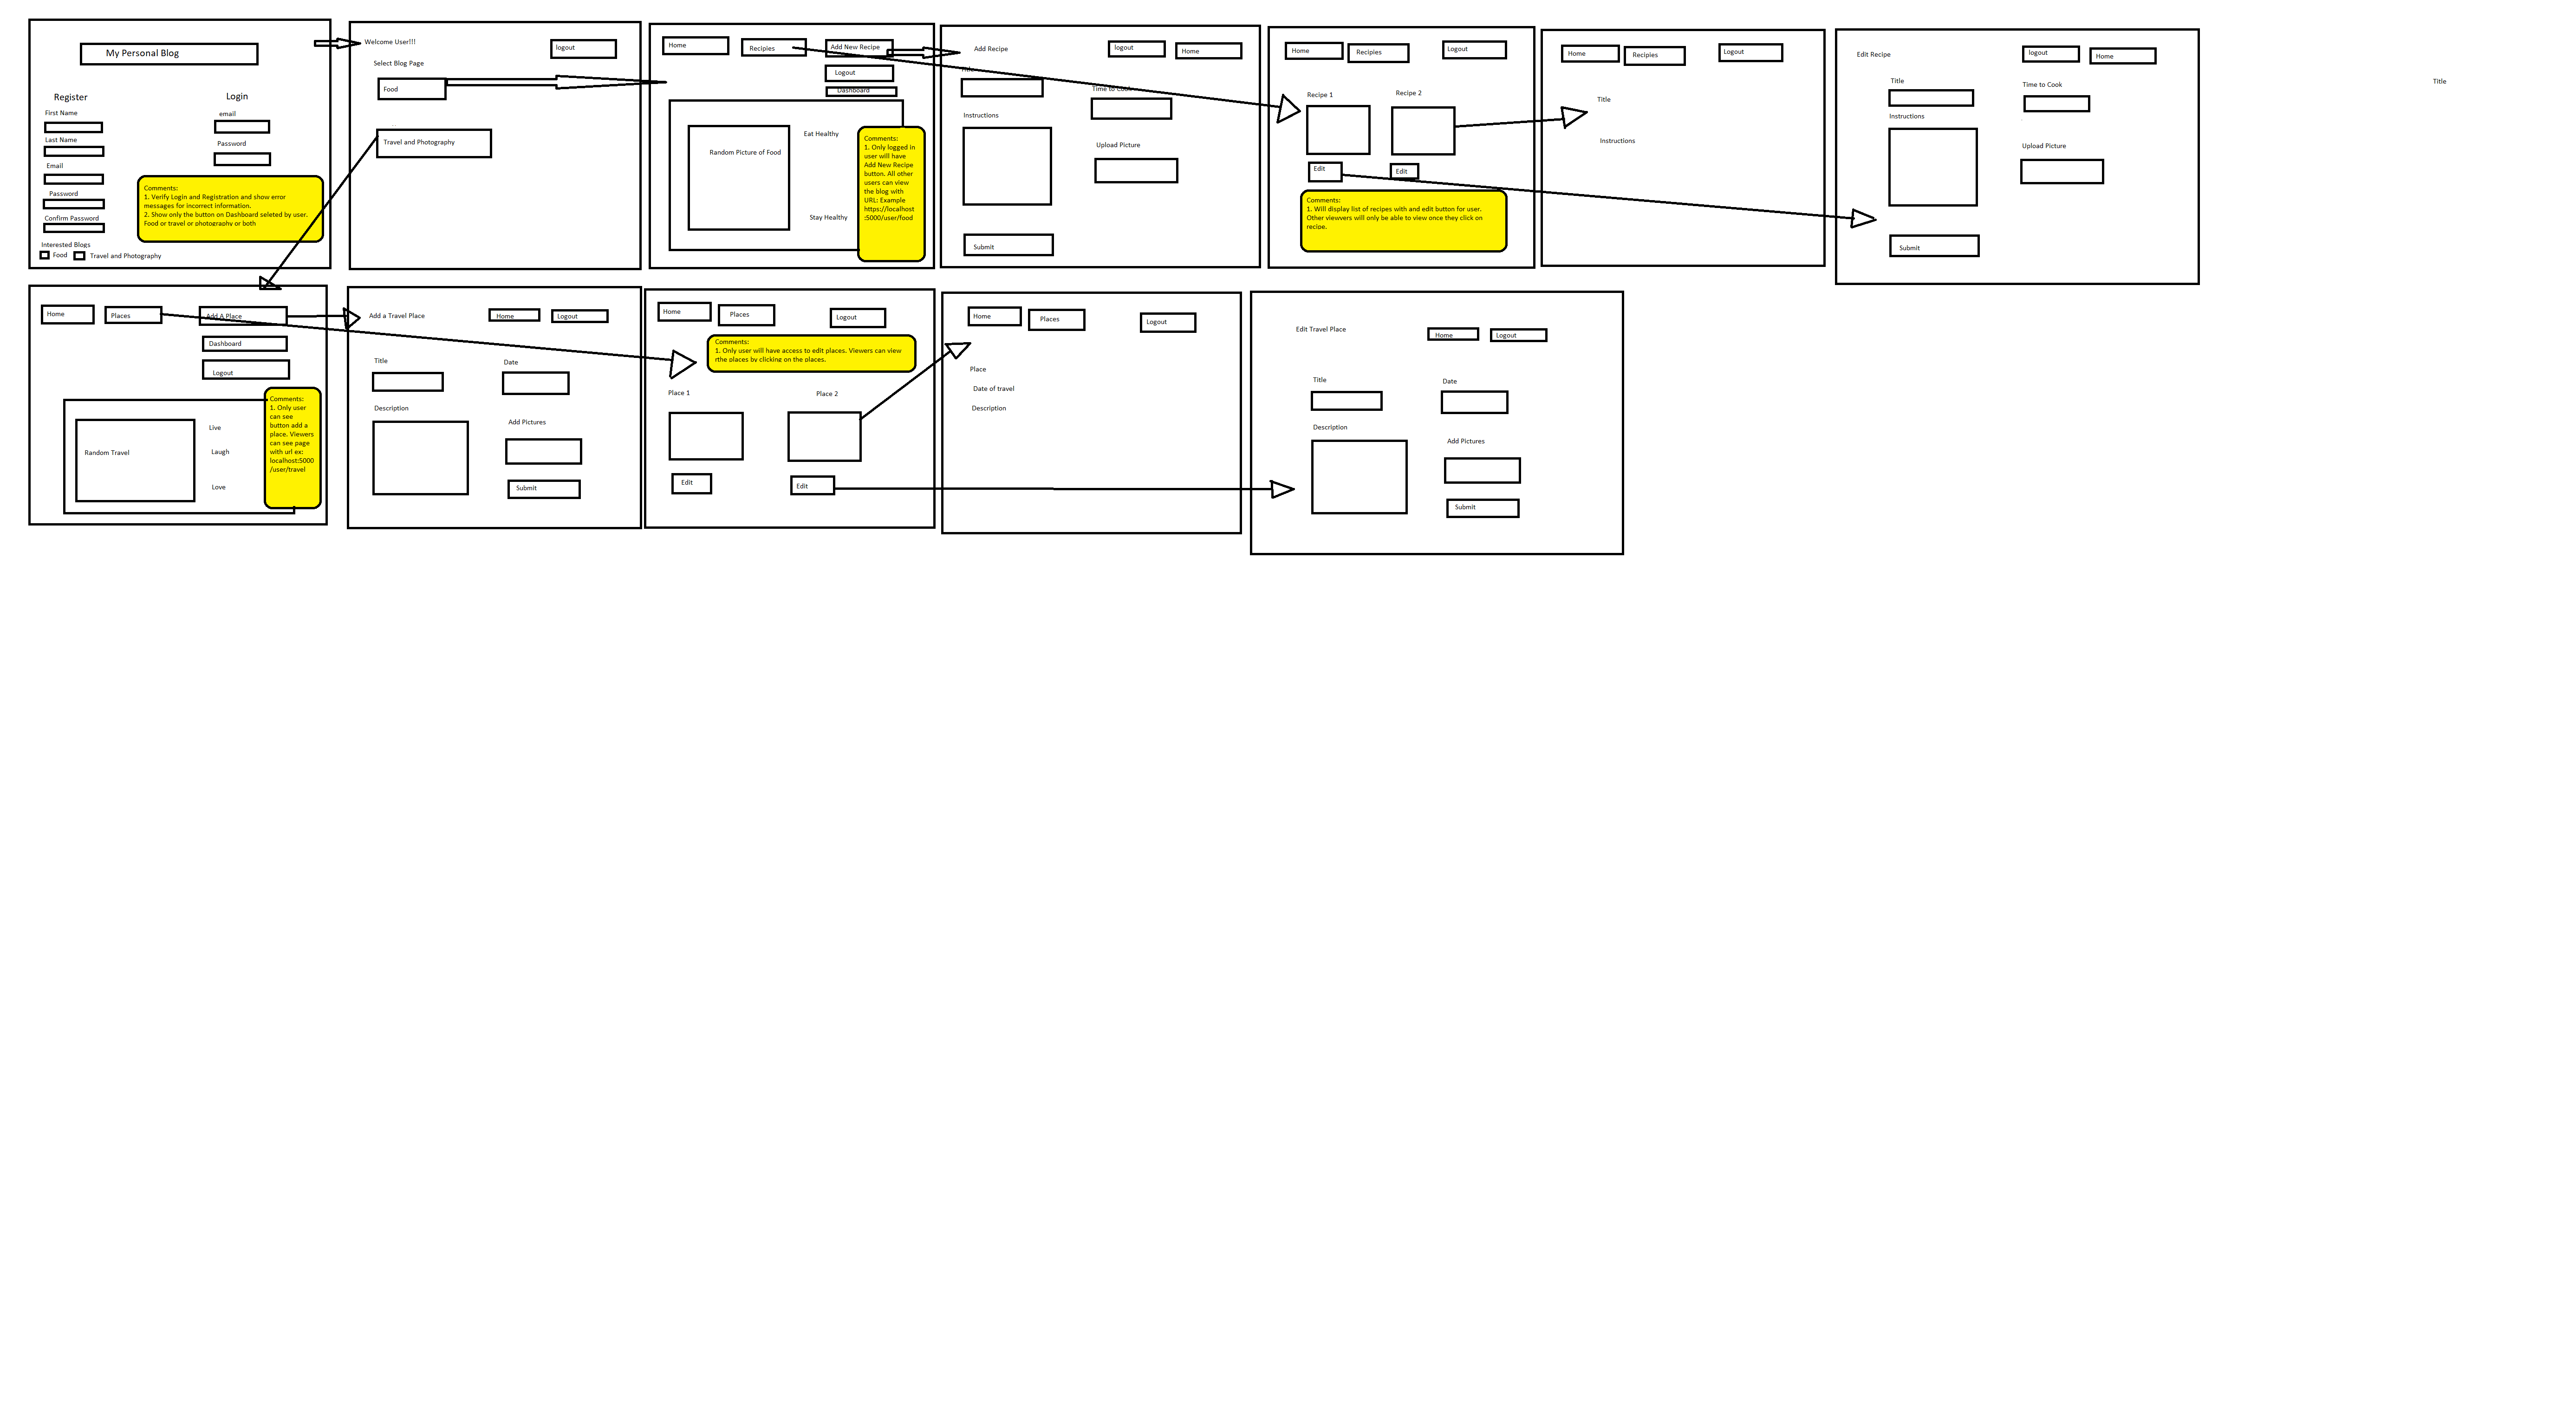 My Personal Blog
Register
Login
First Name
email
Last Name
Password
Email
Password
Confirm Password
Interested Blogs
Food
Travel and Photography
Comments:
1. Verify Login and Registration and show error
messages for incorrect information.
2. Show only the button on Dashboard seleted by user.
Food or travel or photography or both
Welcome User!!!
logout
Select Blog Page
Food
Travel and Photography
Home
Recipies
Add New Recipe
Logout
Dashboard
Random Picture of Food
Eat Healthy
Stay Healthy
Comments:
1. Only logged in
user will have
Add New Recipe
button. All other
users can view
the blog with
URL: Example
https://localhost
:5000/user/food
Add Recipe
logout
Home
Title
Time to Cook
Instructions
Upload Picture
Submit
Home
Recipies
Logout
Recipe 1
Recipe 2
Edit
Edit
Comments:
1. Will display list of recipes with and edit button for user.
Other viewwers will only be able to view once they click on
recipe.
Home
Recipies
Logout
Title
Instructions
Edit Recipe
logout
Home
Title
Time to Cook
Instructions
Upload Picture
Submit
Title
Home
Places
Add A Place
Dashboard
Logout
Random Travel
Live
Laugh
Love
Comments:
1. Only user
can see
button add a
place. Viewers
can see page
with url ex:
localhost:5000
/user/travel
Add a Travel Place
Home
Logout
Title
Date
Description
Add Pictures
Submit
Home
Places
Logout
Comments:
1. Only user will have access to edit places. Viewers can view
rthe places by clicking on the places.
Place 1
Place 2
Edit
Edit
Home
Places
Logout
Place
Date of travel
Description
Edit Travel Place
Home
Logout
Title
Date
Description
Add Pictures
Submit